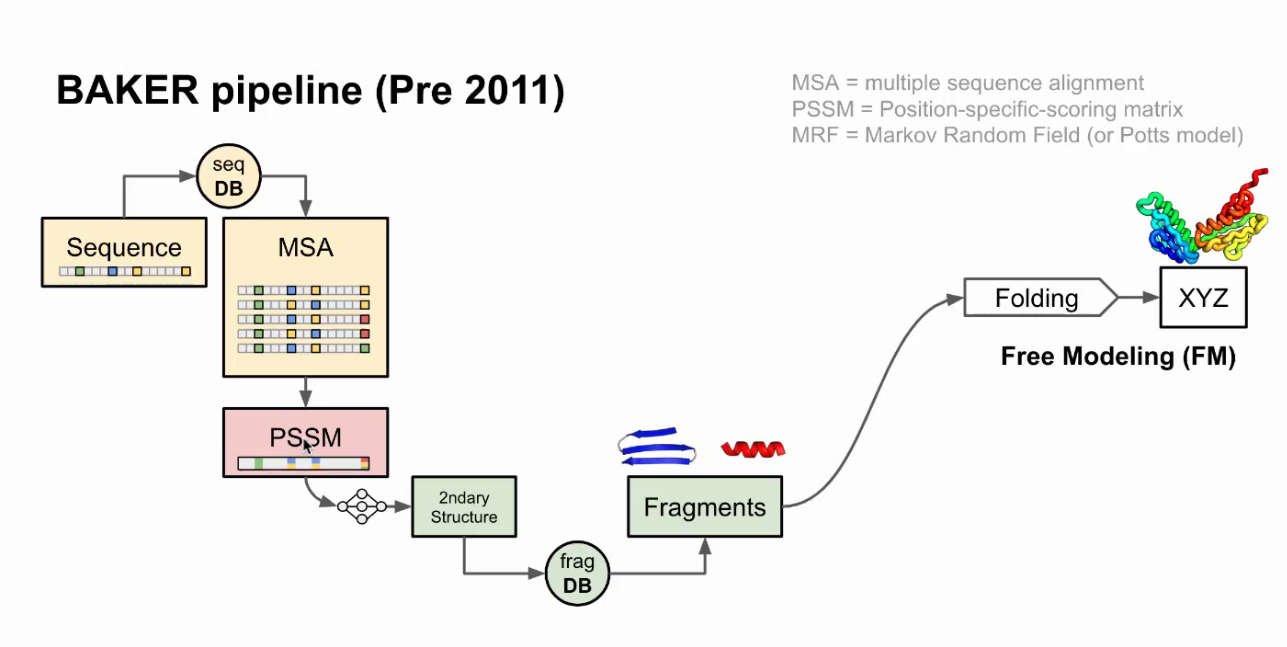 BAKER pipeline (Pre 2011)
MSA = multiple sequence alignment
PSSM = Position-specific-scoring matrix
MRF = Markov Random Field (or Potts model)
seq
DB
Sequence
MSA
PSSM
2ndary
Structure
frag
DB
Fragments
Folding
XYZ
Free Modeling (FM)